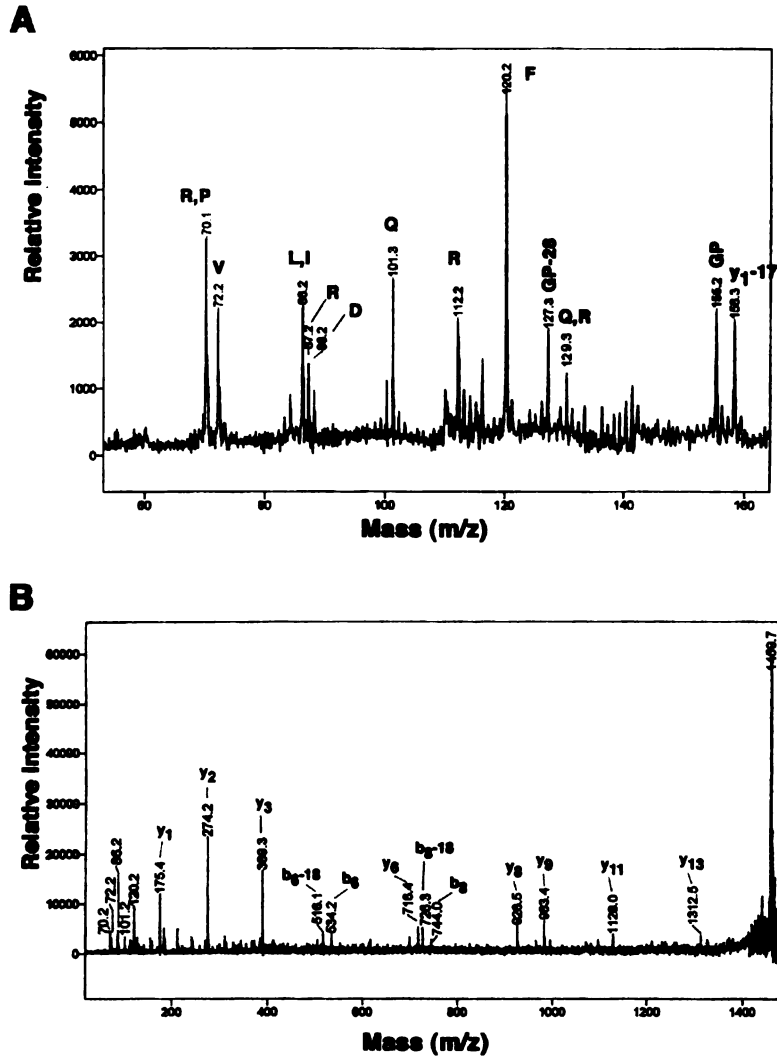 A
Relative Intensity
6000
5000
4000
3000
2000
1000
0
R,P
70.1
V
72.2
L,I
86.2
R
87.2
D
88.2
Q
101.3
R
112.2
F
120.2
GP-28
127.3
Q,R
129.3
GP
155.2
y1-17
158.3
60 80 100 120 140 160
Mass (m/z)
B
Relative Intensity
60000
50000
40000
30000
20000
10000
0
70.2
72.2
86.2
101.2
120.2
y1
175.4
y2
274.2
y3
389.3
b6-18
516.1
b6
534.2
y6
716.4
b8-18
726.3
b8
744.0
y8
926.5
y9
983.4
y11
1128.0
y13
1312.5
1469.7
200 400 600 800 1000 1200 1400
Mass (m/z)